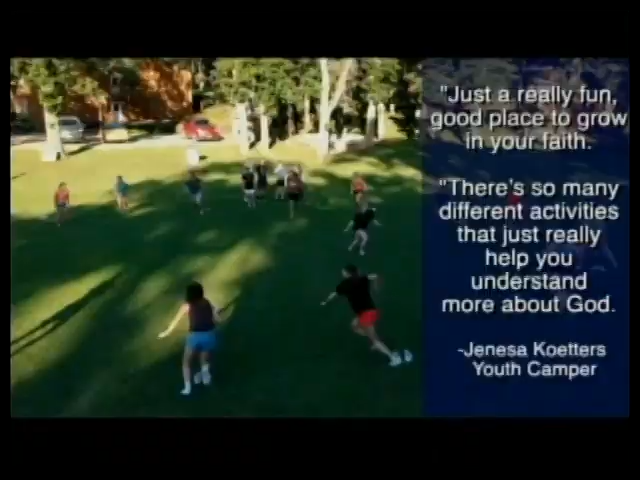 "Just a really fun,
good place to grow
in your faith.
"There's so many
different activities
that just really
help you
understand
more about God.
-Jenesa Koetters
Youth Camper